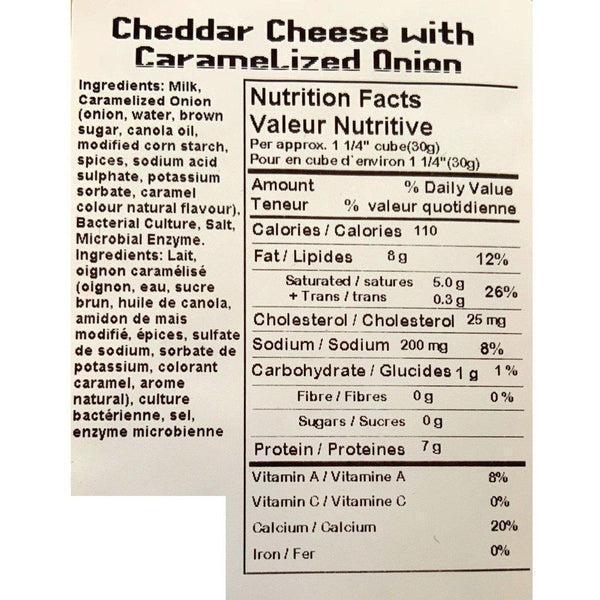 Cheddar Cheese with
Caramelized Onion
Ingredients: Milk,
Caramelized Onion
(onion, water, brown
sugar, canola oil,
modified corn starch,
spices, sodium acid
sulphate, potassium
sorbate, caramel
colour natural flavour),
Bacterial Culture, Salt,
Microbial Enzyme.
Ingredients: Lait,
oignon caramélisé
(oignon, eau, sucre
brun, huile de canola,
amidon de mais
modifié, épices, sulfate
de sodium, sorbate de
potassium, colorant
caramel, arome
natural), culture
bactérienne, sel,
enzyme microbienne
Nutrition Facts
Valeur Nutritive
Per approx. 1 1/4" cube(30g)
Pour en cube d`environ 1 1/4"(30g)
Amount % Daily Value
Teneur % valeur quotidienne
Calories / Calories 110
Fat / Lipides 8 g 12%
Saturated / satures 5.0 g
+ Trans / trans 0.3 g 26%
Cholesterol / Cholesterol 25 mg
Sodium / Sodium 200 mg 8%
Carbohydrate / Glucides 1 g 1 %
Fibre / Fibres 0 g 0 %
Sugars / Sucres 0 g
Protein / Proteines 7 g
Vitamin A / Vitamine A 8%
Vitamin C / Vitamine C 0%
Calcium / Calcium 20%
Iron / Fer 0%